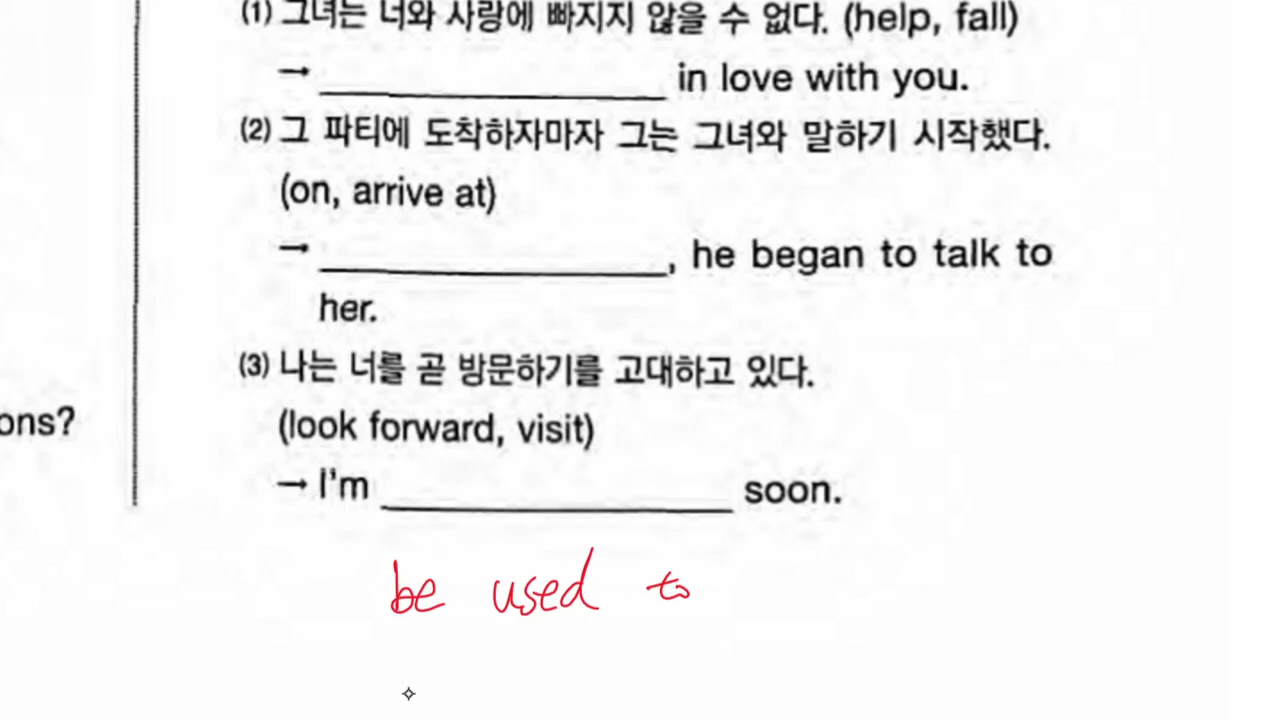 (1) 그녀는 너와 사랑에 빠지지 않을 수 없다. (help, fall)
→ ____________ in love with you.
(2) 그 파티에 도착하자마자 그는 그녀와 말하기 시작했다.
(on, arrive at)
→ ____________, he began to talk to
her.
(3) 나는 너를 곧 방문하기를 고대하고 있다.
ons?
(look forward, visit)
→ I'm ____________ soon.
be used to